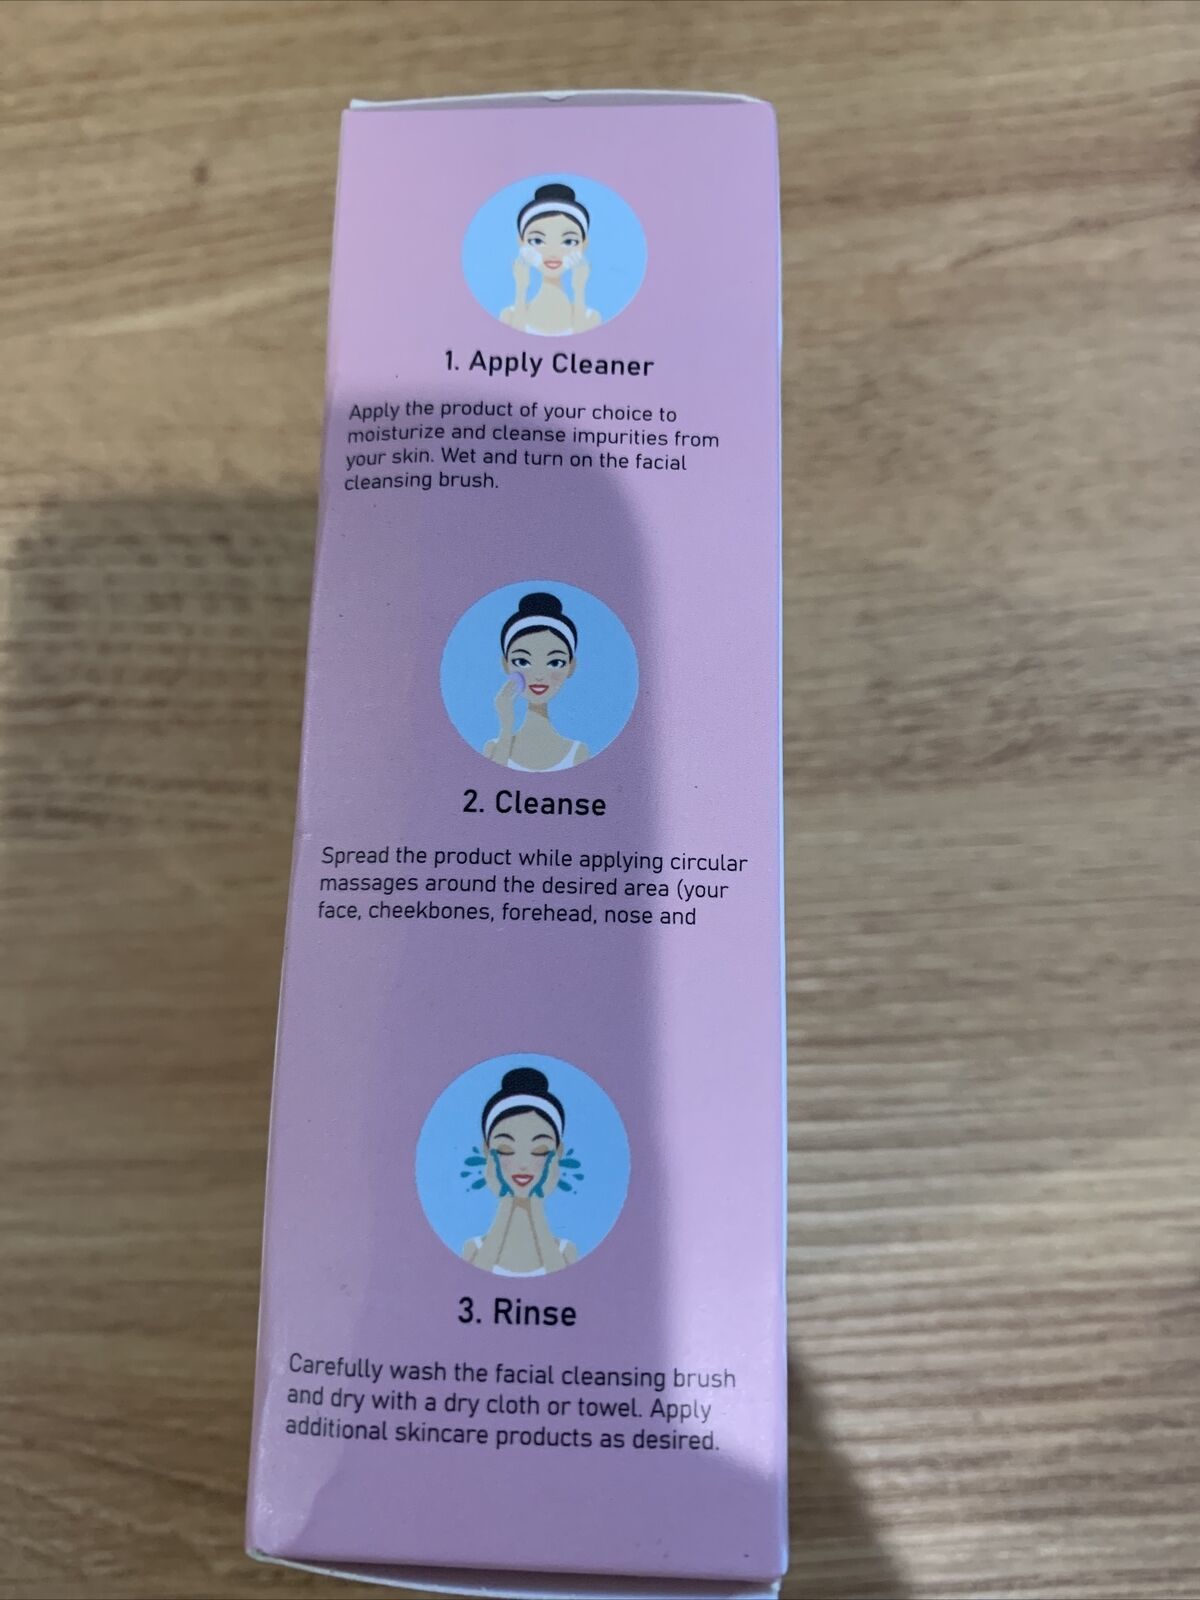 1. Apply Cleaner
Apply the product of your choice to
moisturize and cleanse impurities from
your skin. Wet and turn on the facial
cleansing brush.
2. Cleanse
Spread the product while applying circular
massages around the desired area (your
face, cheekbones, forehead, nose and
3. Rinse
Carefully wash the facial cleansing brush
and dry with a dry cloth or towel. Apply
additional skincare products as desired.